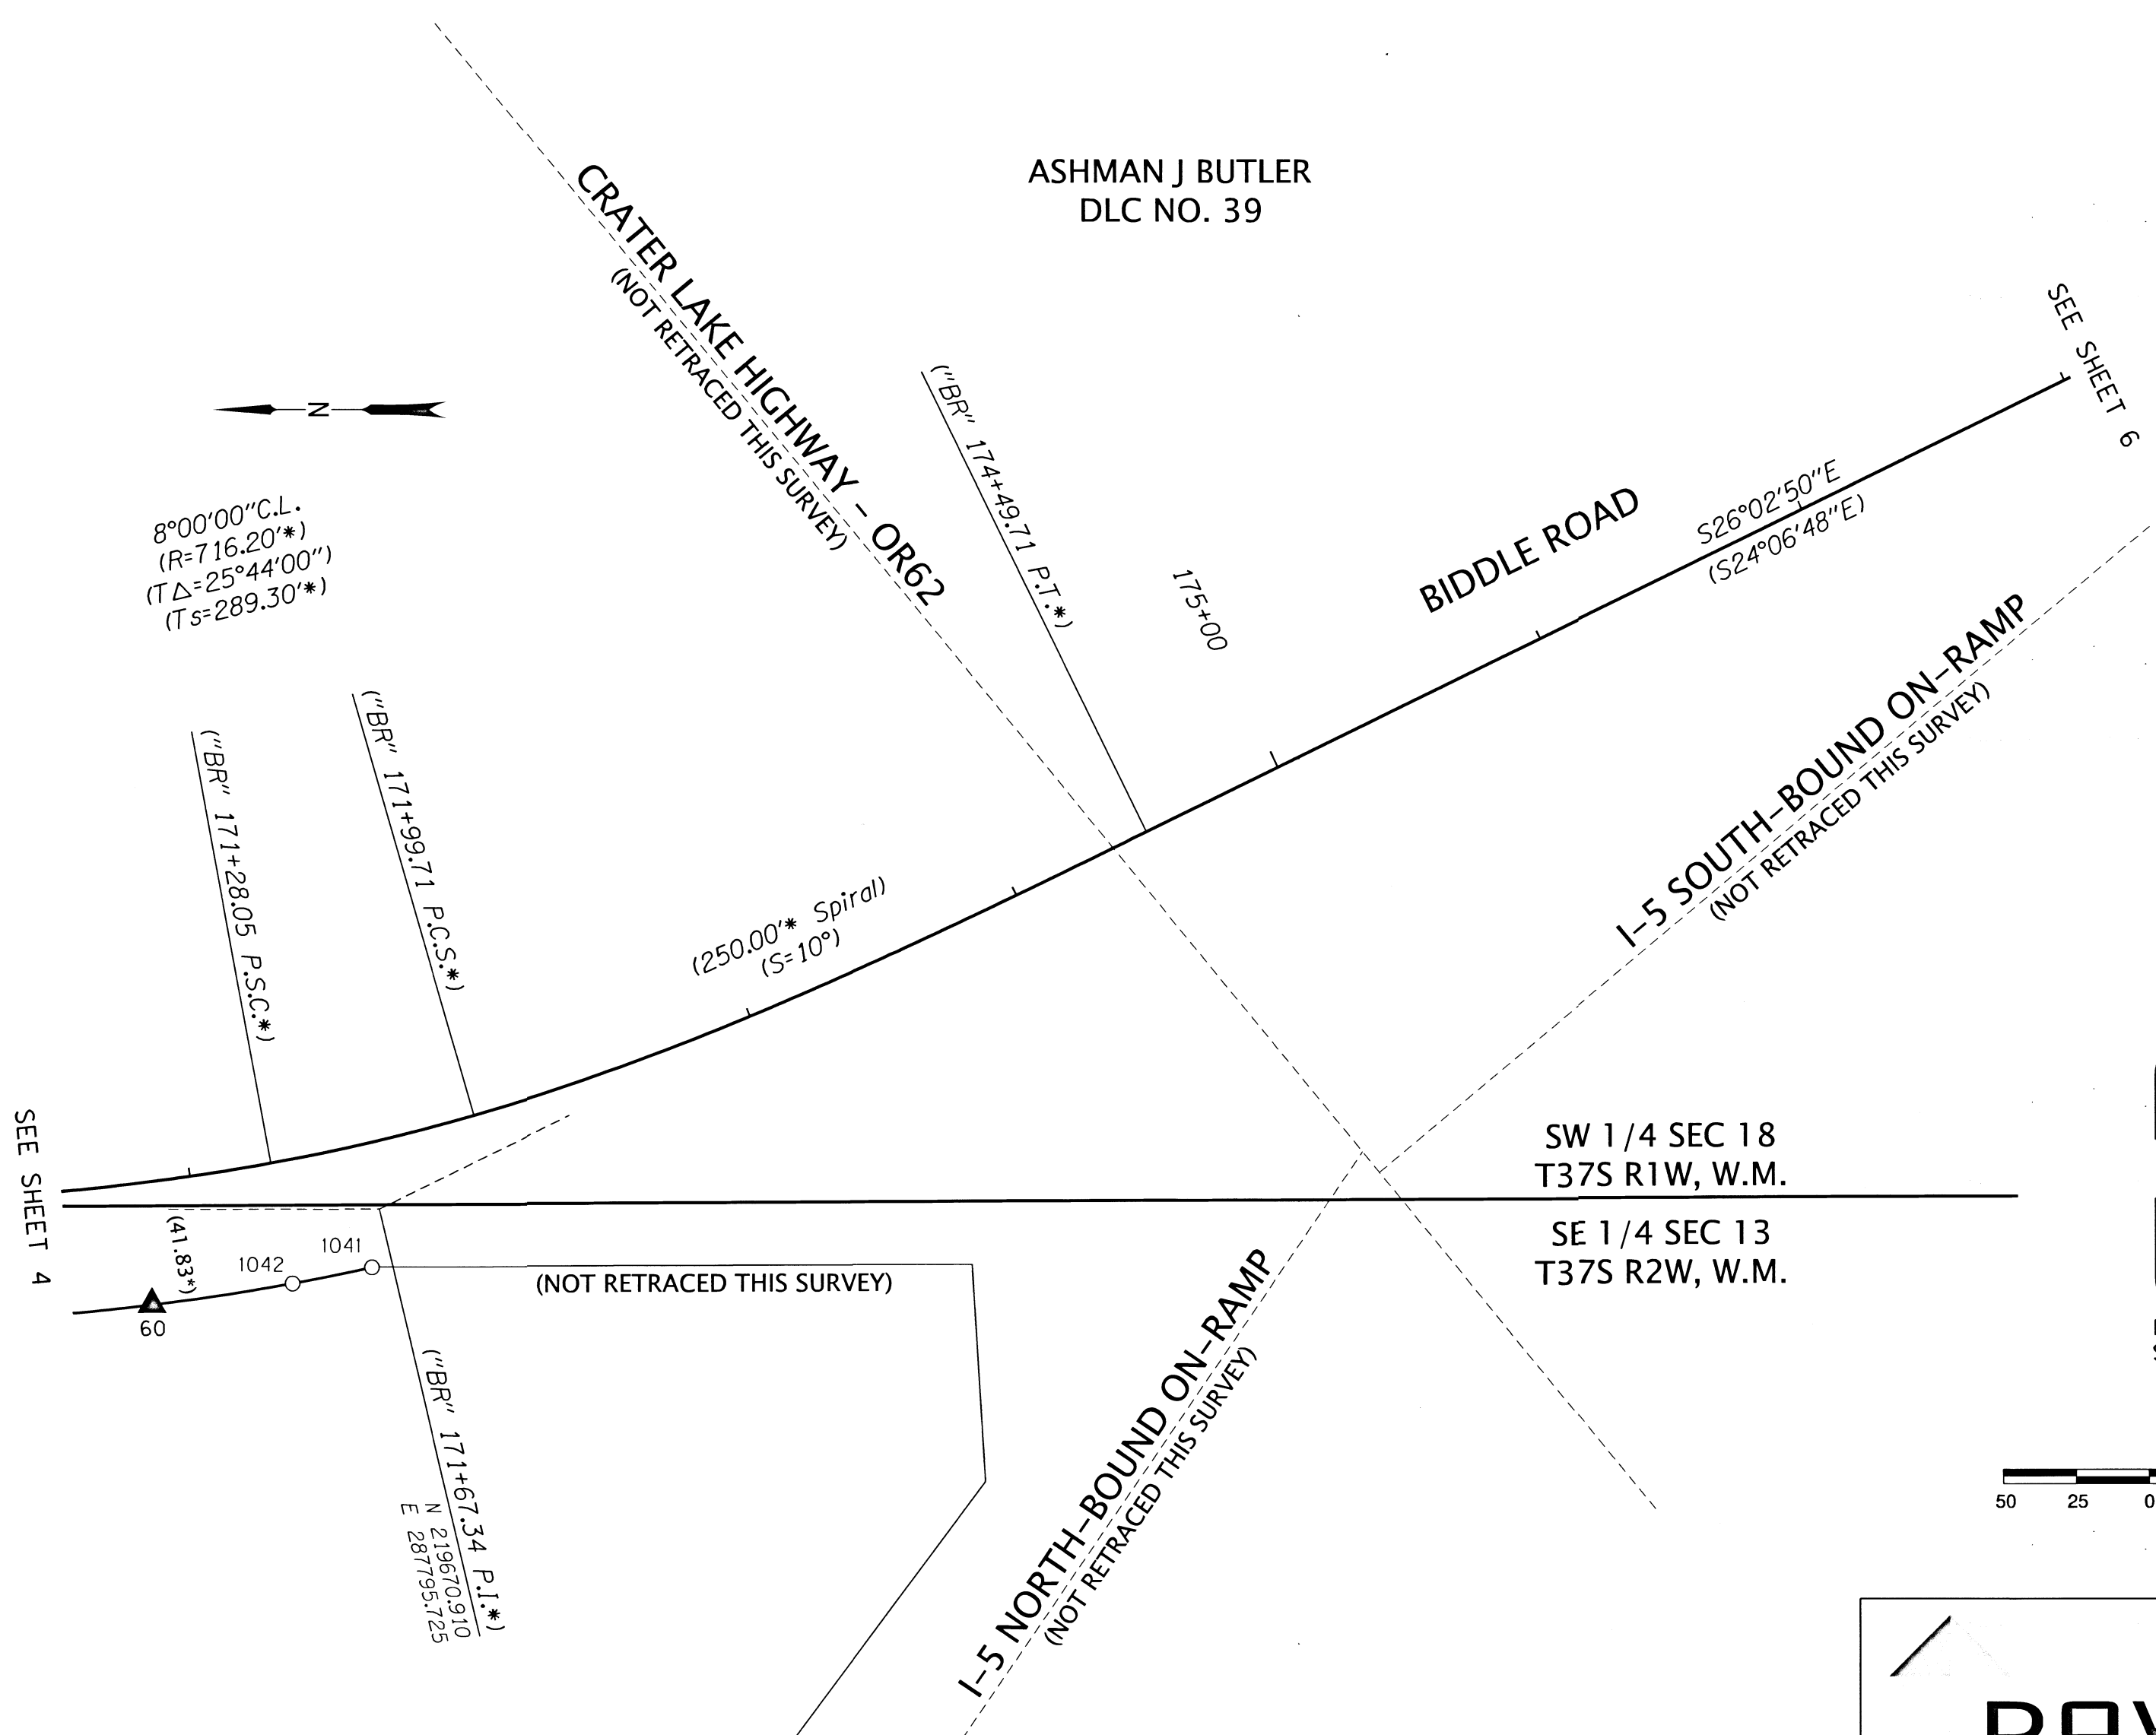 ASHMAN J BUTLER
DLC NO. 39
CRATER LAKE HIGHWAY - OR62
(NOT RETRACED THIS SURVEY)
SEE SHEET 6
N
("BR" 174+49.71 P.T.*)
175+00
BIDDLE ROAD
S26°02'50"E
(S24°06'48"E)
8°00'00"C.L.
(R=716.20'*)
(T△=25°44'00")
(Ts=289.30'*)
I-5 SOUTH-BOUND ON-RAMP
(NOT RETRACED THIS SURVEY)
("BR" 171+28.05 P.S.C.*)
("BR" 171+99.71 P.C.S.*)
(250.00'* Spiral)
(S=10°)
SEE SHEET 4
SW 1/4 SEC 18
T37S R1W, W.M.
SE 1/4 SEC 13
T37S R2W, W.M.
(41.83*)
1041
1042
60
(NOT RETRACED THIS SURVEY)
("BR" 171+67.34 P.I.*)
N 219670.910
E 287795.725
I-5 NORTH-BOUND ON-RAMP
(NOT RETRACED THIS SURVEY)
50 25 0